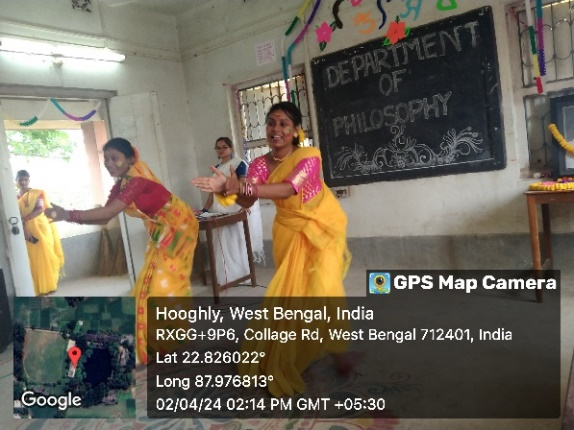 DEPARTMENT
OF
PHILOSOPHY
GPS Map Camera
Hooghly, West Bengal, India
RXGG+9P6, Collage Rd, West Bengal 712401, India
Lat 22.826022°
Long 87.976813°
02/04/24 02:14 PM GMT +05:30
Google